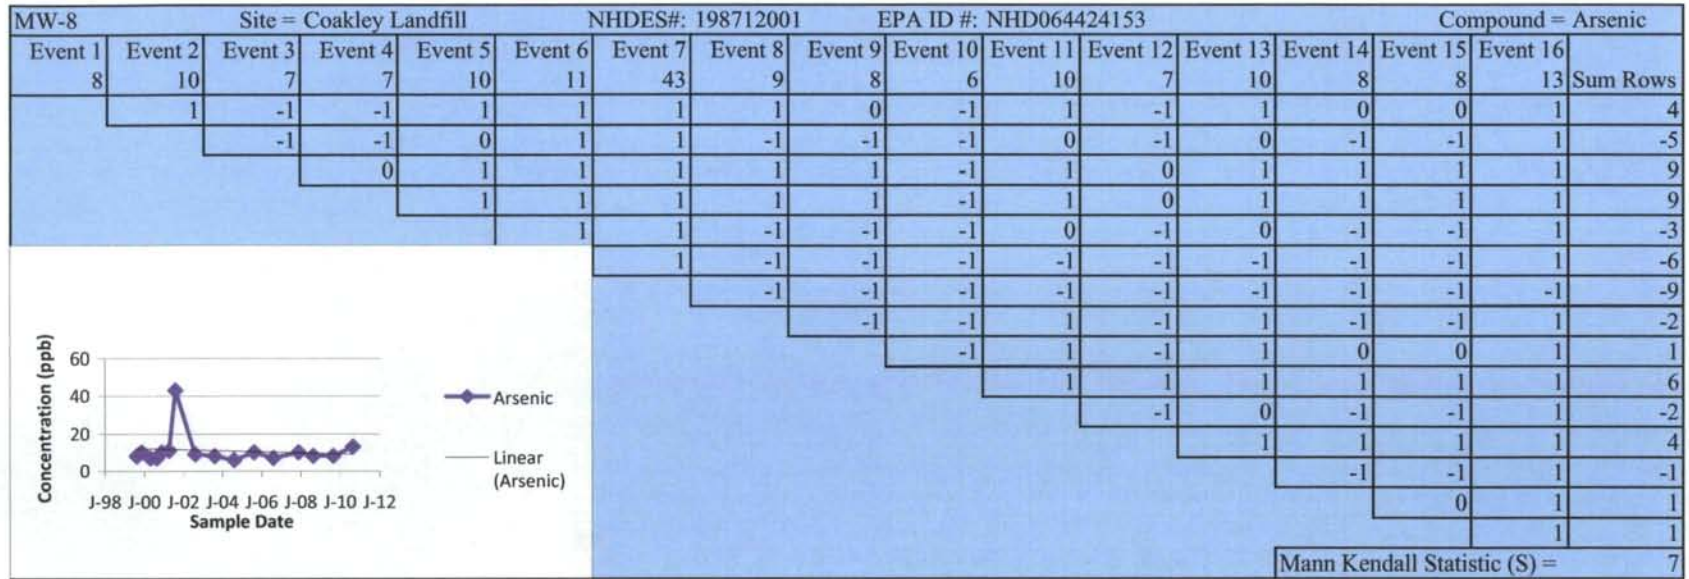 MW-8 Site = Coakley Landfill NHDES#: 198712001 EPA ID #: NHD064424153 Compound = Arsenic
Event 1 Event 2 Event 3 Event 4 Event 5 Event 6 Event 7 Event 8 Event 9 Event 10 Event 11 Event 12 Event 13 Event 14 Event 15 Event 16
8 10 7 7 10 11 43 9 8 6 10 7 10 8 8 13 Sum Rows
1 -1 -1 1 1 1 1 0 -1 1 -1 1 0 0 1 4
-1 -1 0 1 1 -1 -1 -1 0 -1 0 -1 -1 1 -5
0 1 1 1 1 1 -1 1 0 1 1 1 1 9
1 1 1 1 1 -1 1 0 1 1 1 1 9
1 1 -1 -1 -1 0 -1 0 -1 -1 1 -3
1 -1 -1 -1 -1 -1 -1 -1 -1 1 -6
-1 -1 -1 -1 -1 -1 -1 -1 -1 -9
-1 -1 1 -1 1 -1 -1 1 -2
-1 1 -1 1 0 0 1 1
1 1 1 1 1 1 6
-1 0 -1 -1 1 -2
1 1 1 1 4
-1 -1 1 -1
0 1 1
1 1
Mann Kendall Statistic (S) = 7
Concentration (ppb)
60
40
20
0
J-98 J-00 J-02 J-04 J-06 J-08 J-10 J-12
Sample Date
Arsenic
Linear
(Arsenic)